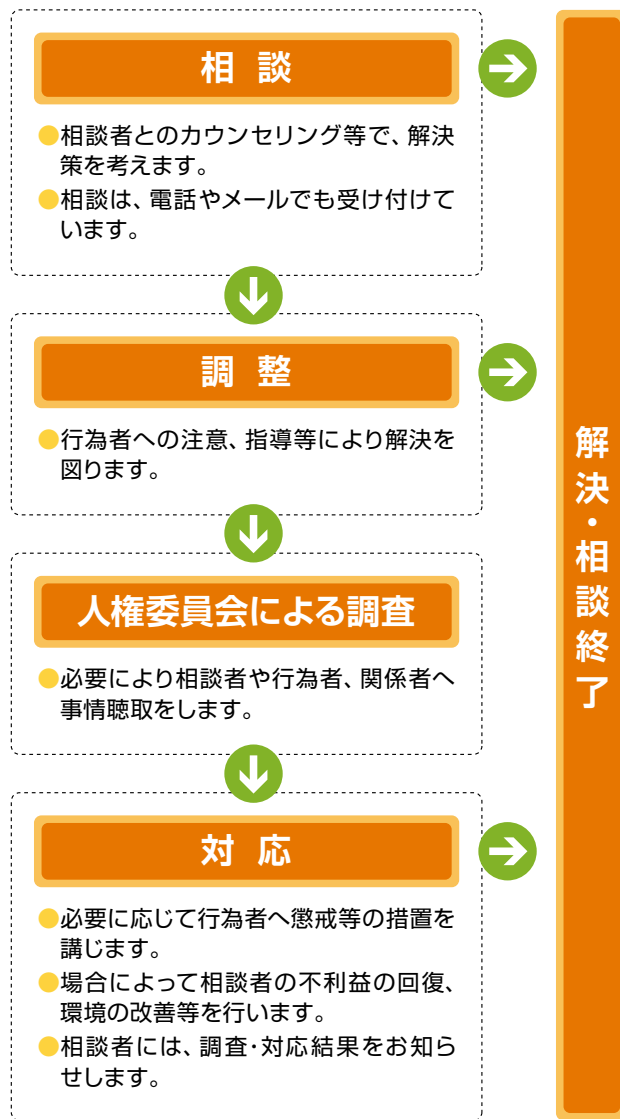 相談
●相談者とのカウンセリング等で、解決
策を考えます。
●相談は、電話やメールでも受け付けて
います。
調整
●行為者への注意、指導等により解決を
図ります。
人権委員会による調査
●必要により相談者や行為者、関係者へ
事情聴取をします。
対応
●必要に応じて行為者へ懲戒等の措置を
講じます。
●場合によって相談者の不利益の回復、
環境の改善等を行います。
●相談者には、調査・対応結果をお知ら
せします。
解決・相談終了